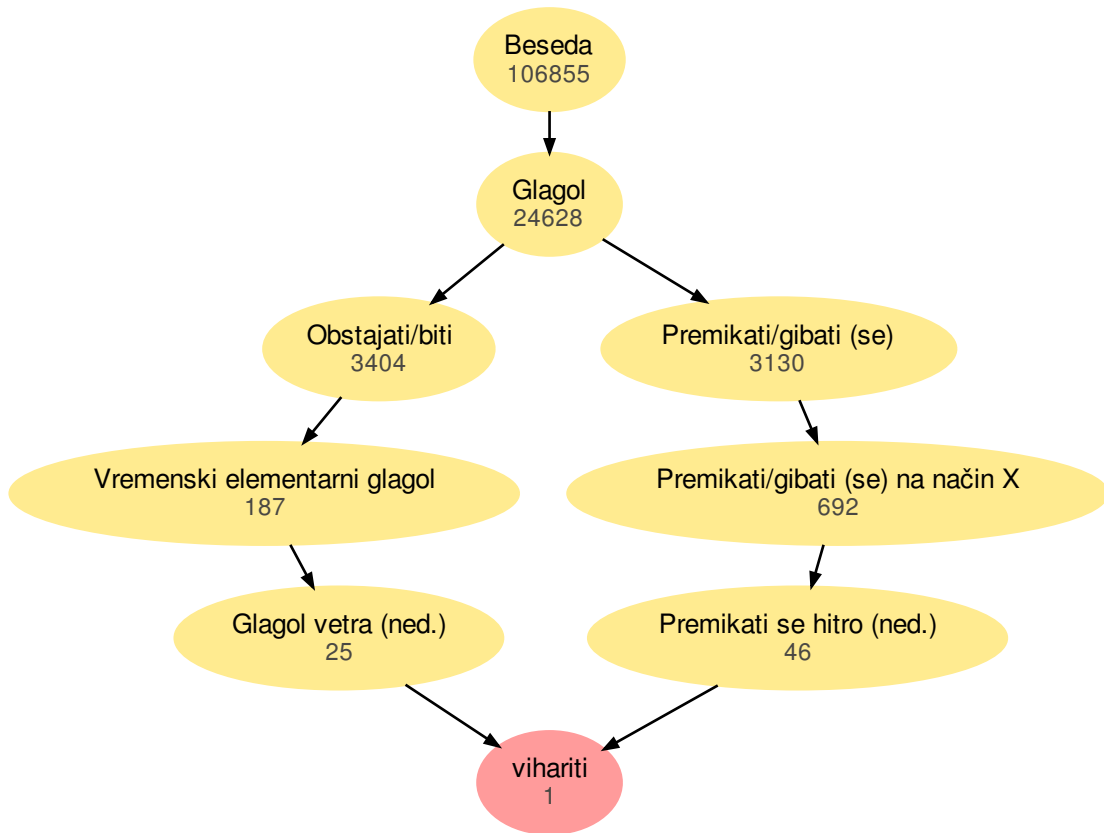 Beseda
106855
Glagol
24628
Obstajati/biti
3404
Premikati/gibati (se)
3130
Vremenski elementarni glagol
187
Premikati/gibati (se) na način X
692
Glagol vetra (ned.)
25
Premikati se hitro (ned.)
46
vihariti
1